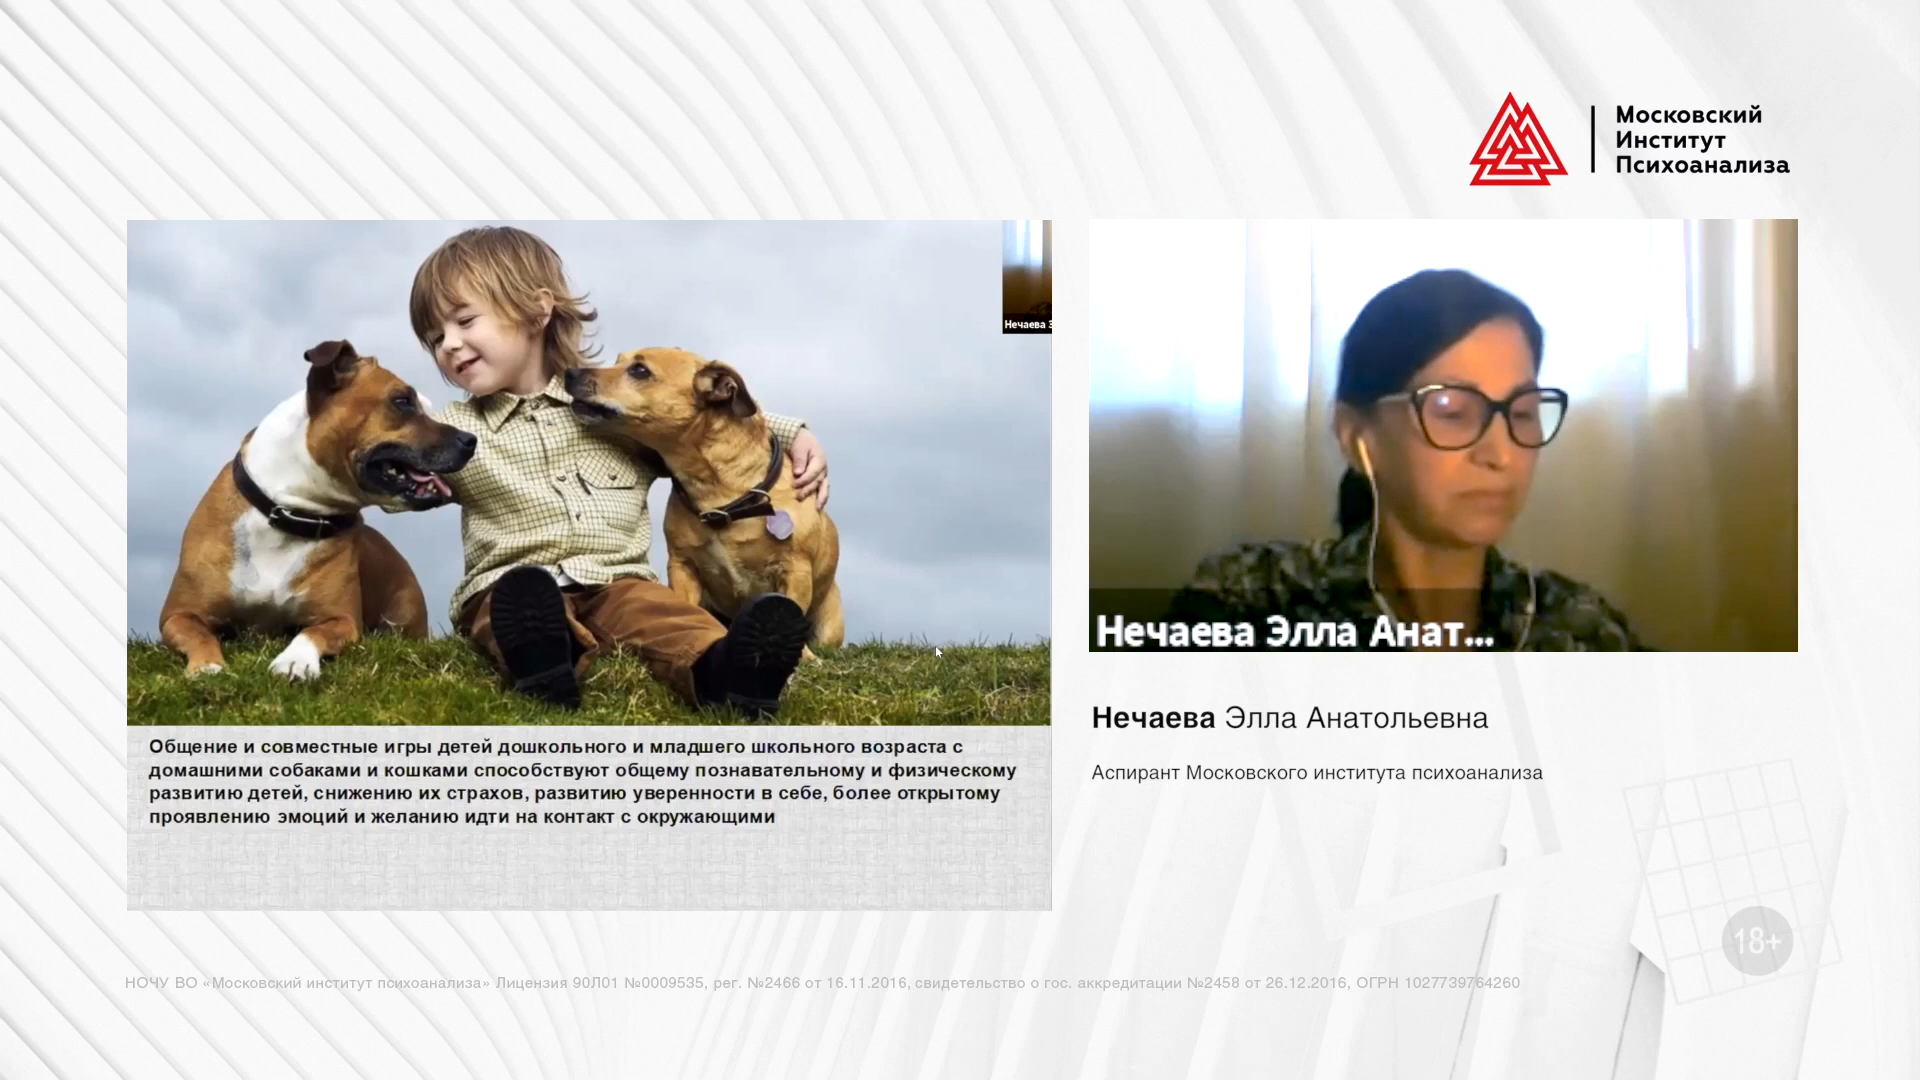 Московский
Институт
Психоанализа
Нечаева Э
Общение и совместные игры детей дошкольного и младшего школьного возраста с
домашними собаками и кошками способствуют общему познавательному и физическому
развитию детей, снижению их страхов, развитию уверенности в себе, более открытому
проявлению эмоций и желанию идти на контакт с окружающими
Нечаева Элла Анат...
Нечаева Элла Анатольевна
Аспирант Московского института психоанализа
18+
НОЧУ ВО «Московский институт психоанализа» Лицензия 90Л01 №0009535, рег. №2466 от 16.11.2016, свидетельство о гос. аккредитации №2458 от 26.12.2016, ОГРН 1027739764260